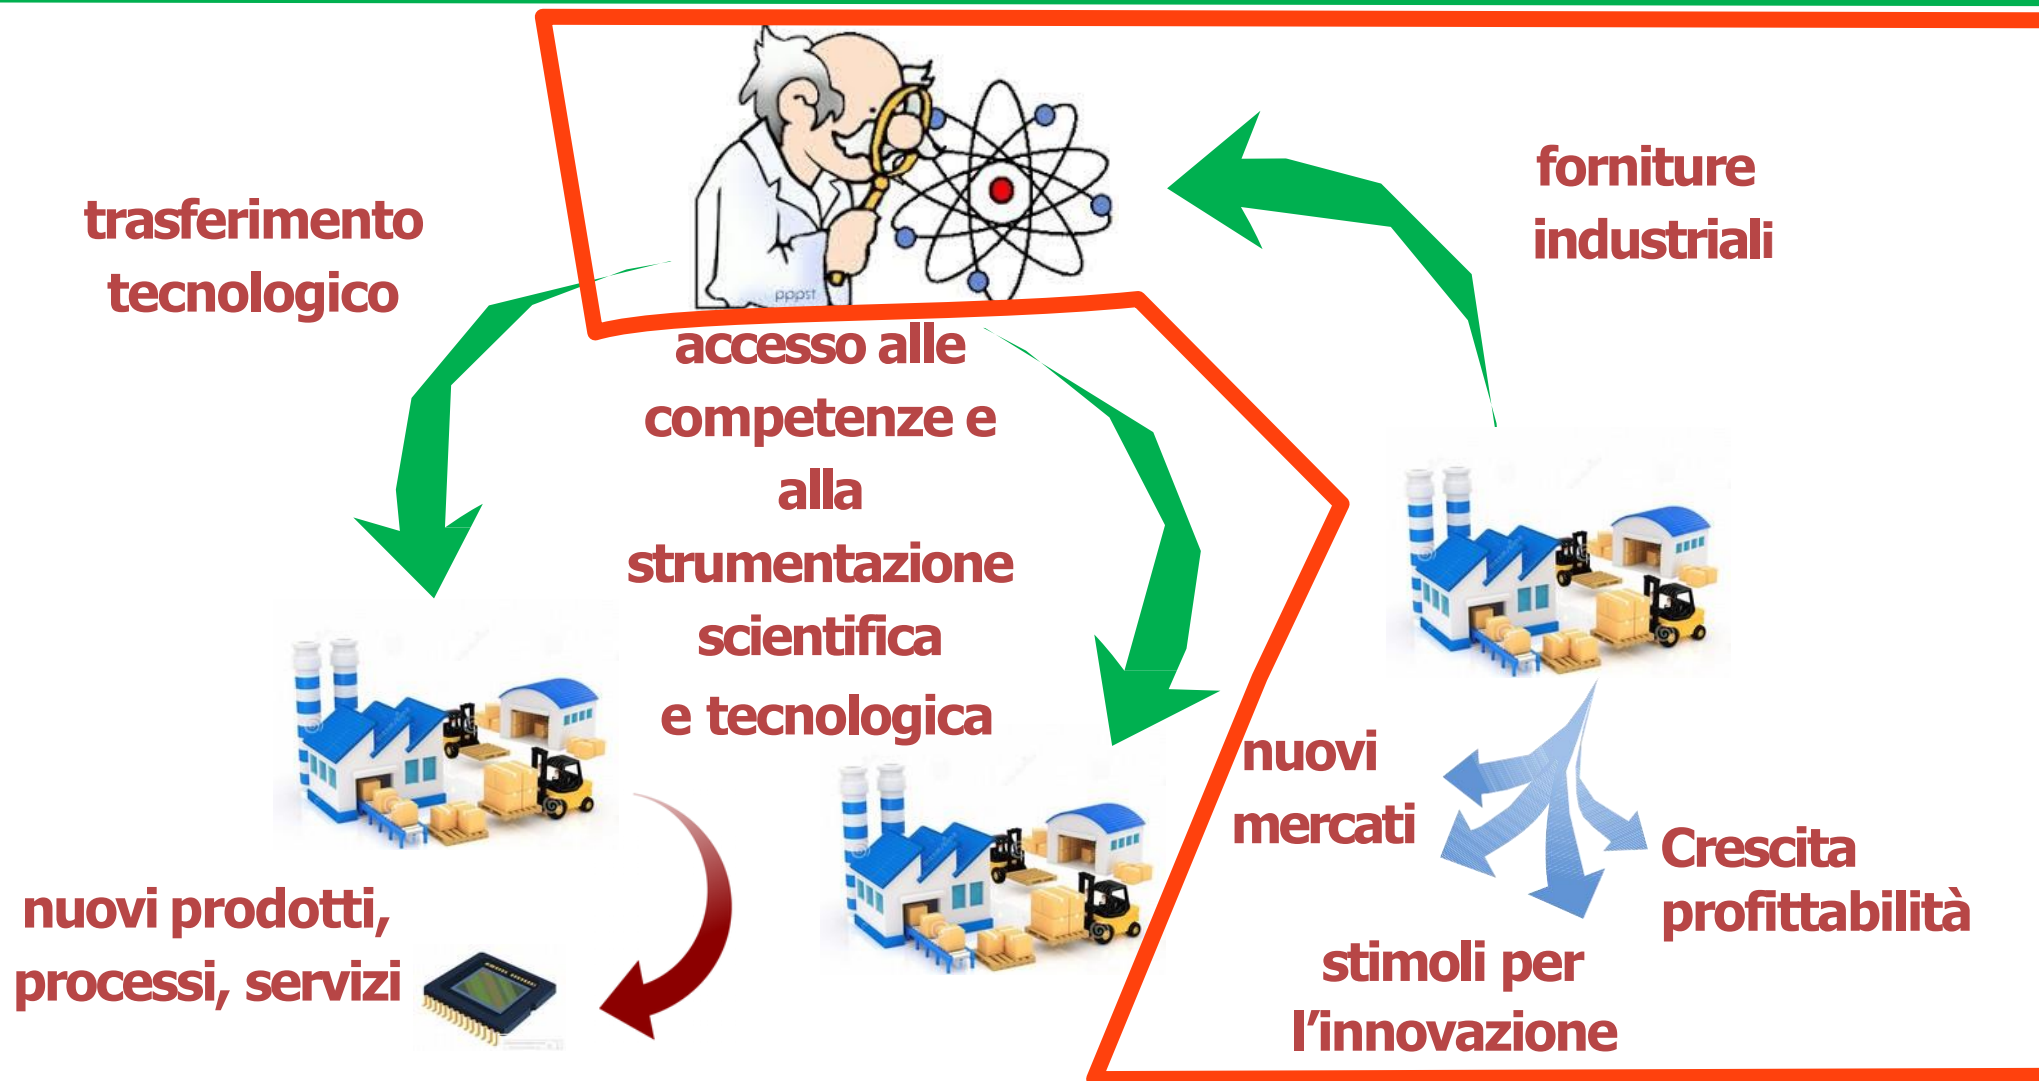 trasferimento
tecnologico
pppst
accesso alle
competenze e
alla
strumentazione
scientifica
e tecnologica
forniture
industriali
nuovi prodotti,
processi, servizi
nuovi
mercati
Crescita
profittabilità
stimoli per
l’innovazione